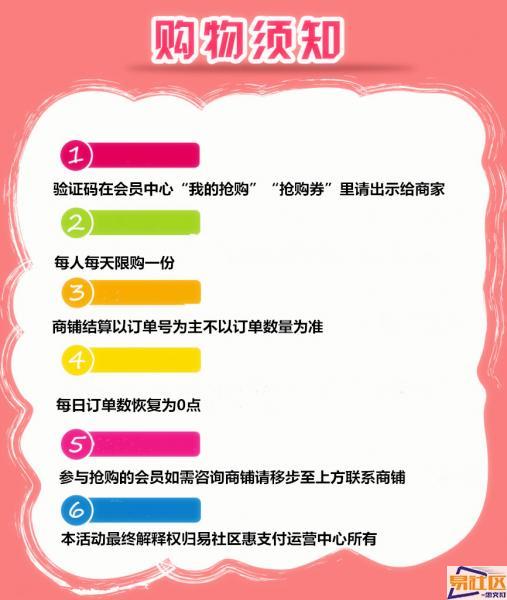 购物须知
1
验证码在会员中心“我的抢购”“抢购券”里请出示给商家
2
每人每天限购一份
3
商铺结算以订单号为主不以订单数量为准
4
每日订单数恢复为0点
5
参与抢购的会员如需咨询商铺请移步至上方联系商铺
6
本活动最终解释权归易社区惠支付运营中心所有
易社区